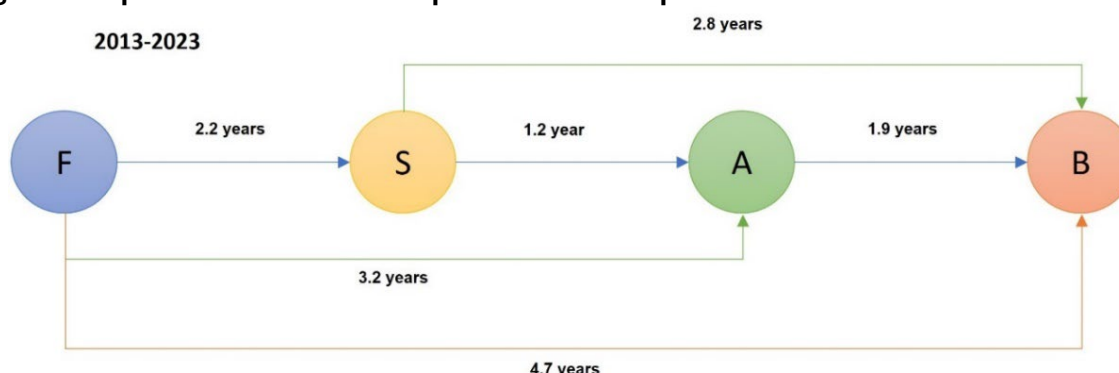 2.8 years
2013-2023
2.2 years
1.2 year
1.9 years
F
S
A
B
3.2 years
4.7 years